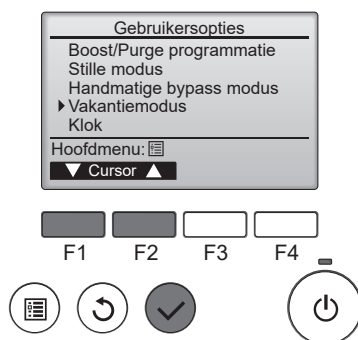 Gebruikersopties
Boost/Purge programmatie
Stille modus
Handmatige bypass modus
Vakantiemodus
Klok
Hoofdmenu:
▼ Cursor ▲
F1 F2 F3 F4